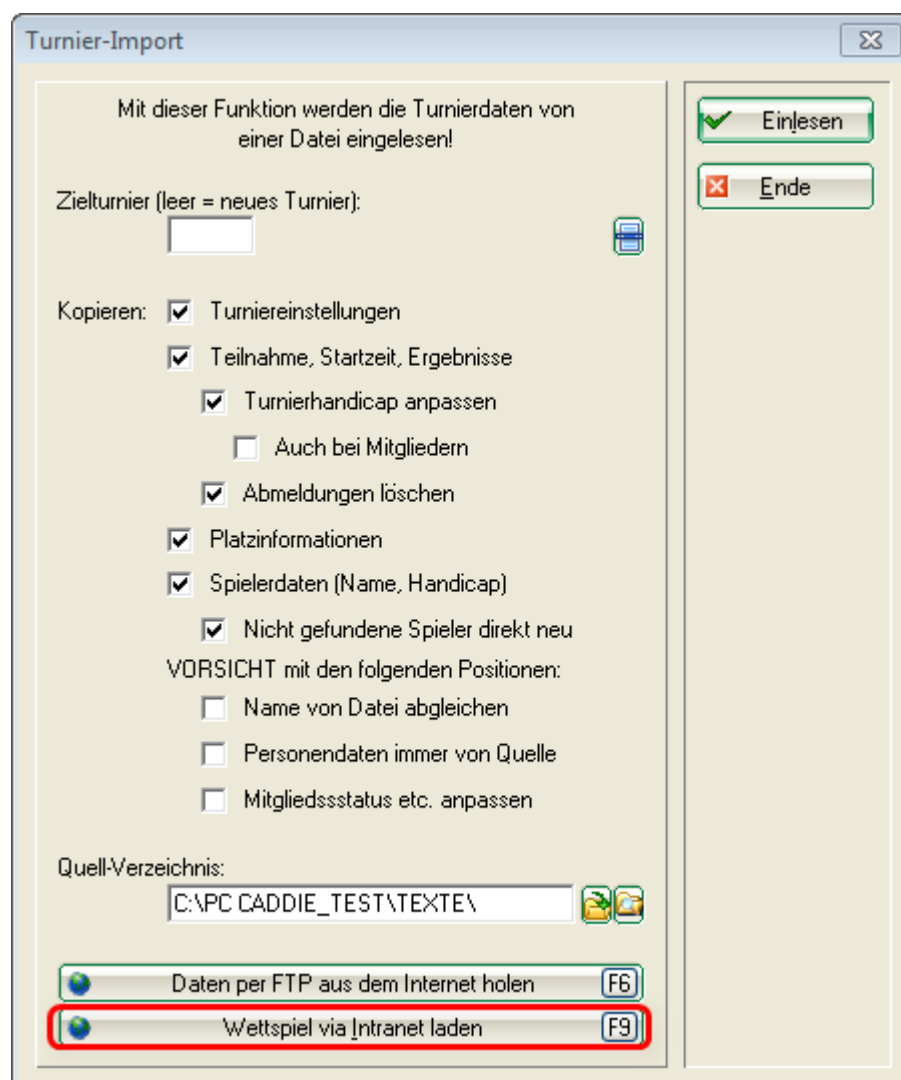 Turnier-Import
Mit dieser Funktion werden die Turnierdaten von
einer Datei eingelesen!
Einlesen
Ende
Zielturnier (leer = neues Turnier):
Kopieren: Turniereinstellungen
Teilnahme, Startzeit, Ergebnisse
Turnierhandicap anpassen
Auch bei Mitgliedern
Abmeldungen löschen
Platzinformationen
Spielerdaten (Name, Handicap)
Nicht gefundene Spieler direkt neu
VORSICHT mit den folgenden Positionen:
Name von Datei abgleichen
Personendaten immer von Quelle
Mitgliedssstatus etc. anpassen
Quell-Verzeichnis:
C:\PC CADDIE_TEST\TEXTE\
Daten per FTP aus dem Internet holen F6
Wettspiel via Intranet laden F9